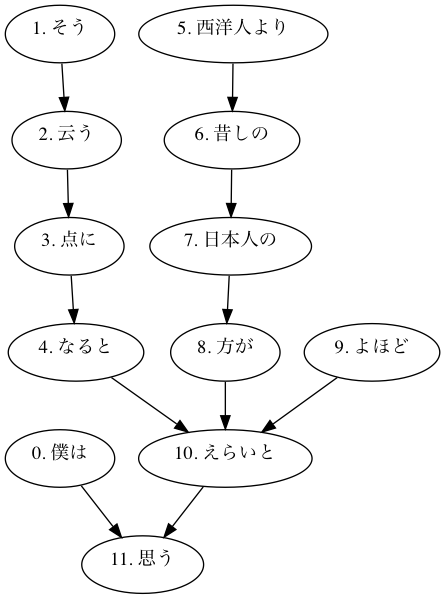 1. そう
5. 西洋人より
2. 云う
6. 昔しの
3. 点に
7. 日本人の
4. なると
8. 方が
9. よほど
0. 僕は
10. えらいと
11. 思う